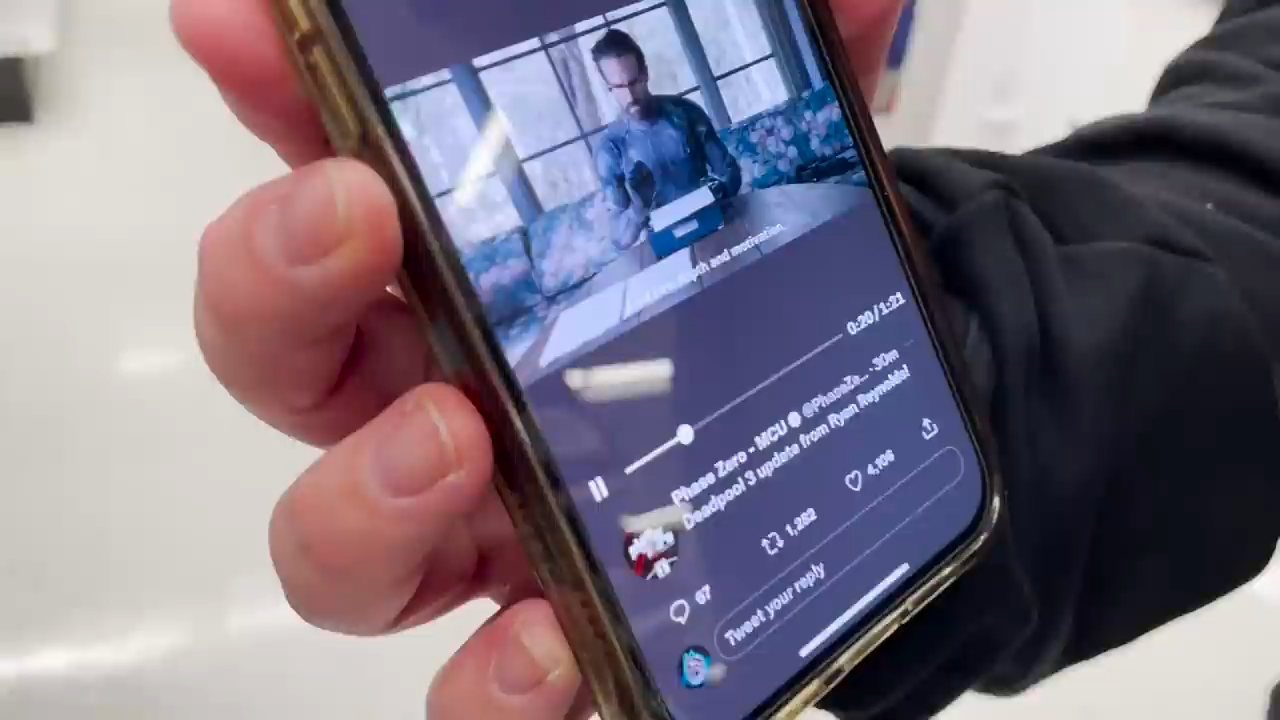 depth and motivation.
0:20/1:21
Phase Zero - MCU @PhaseZe... · 30m
Deadpool 3 update from Ryan Reynolds!
67
1,282
4,106
Tweet your reply